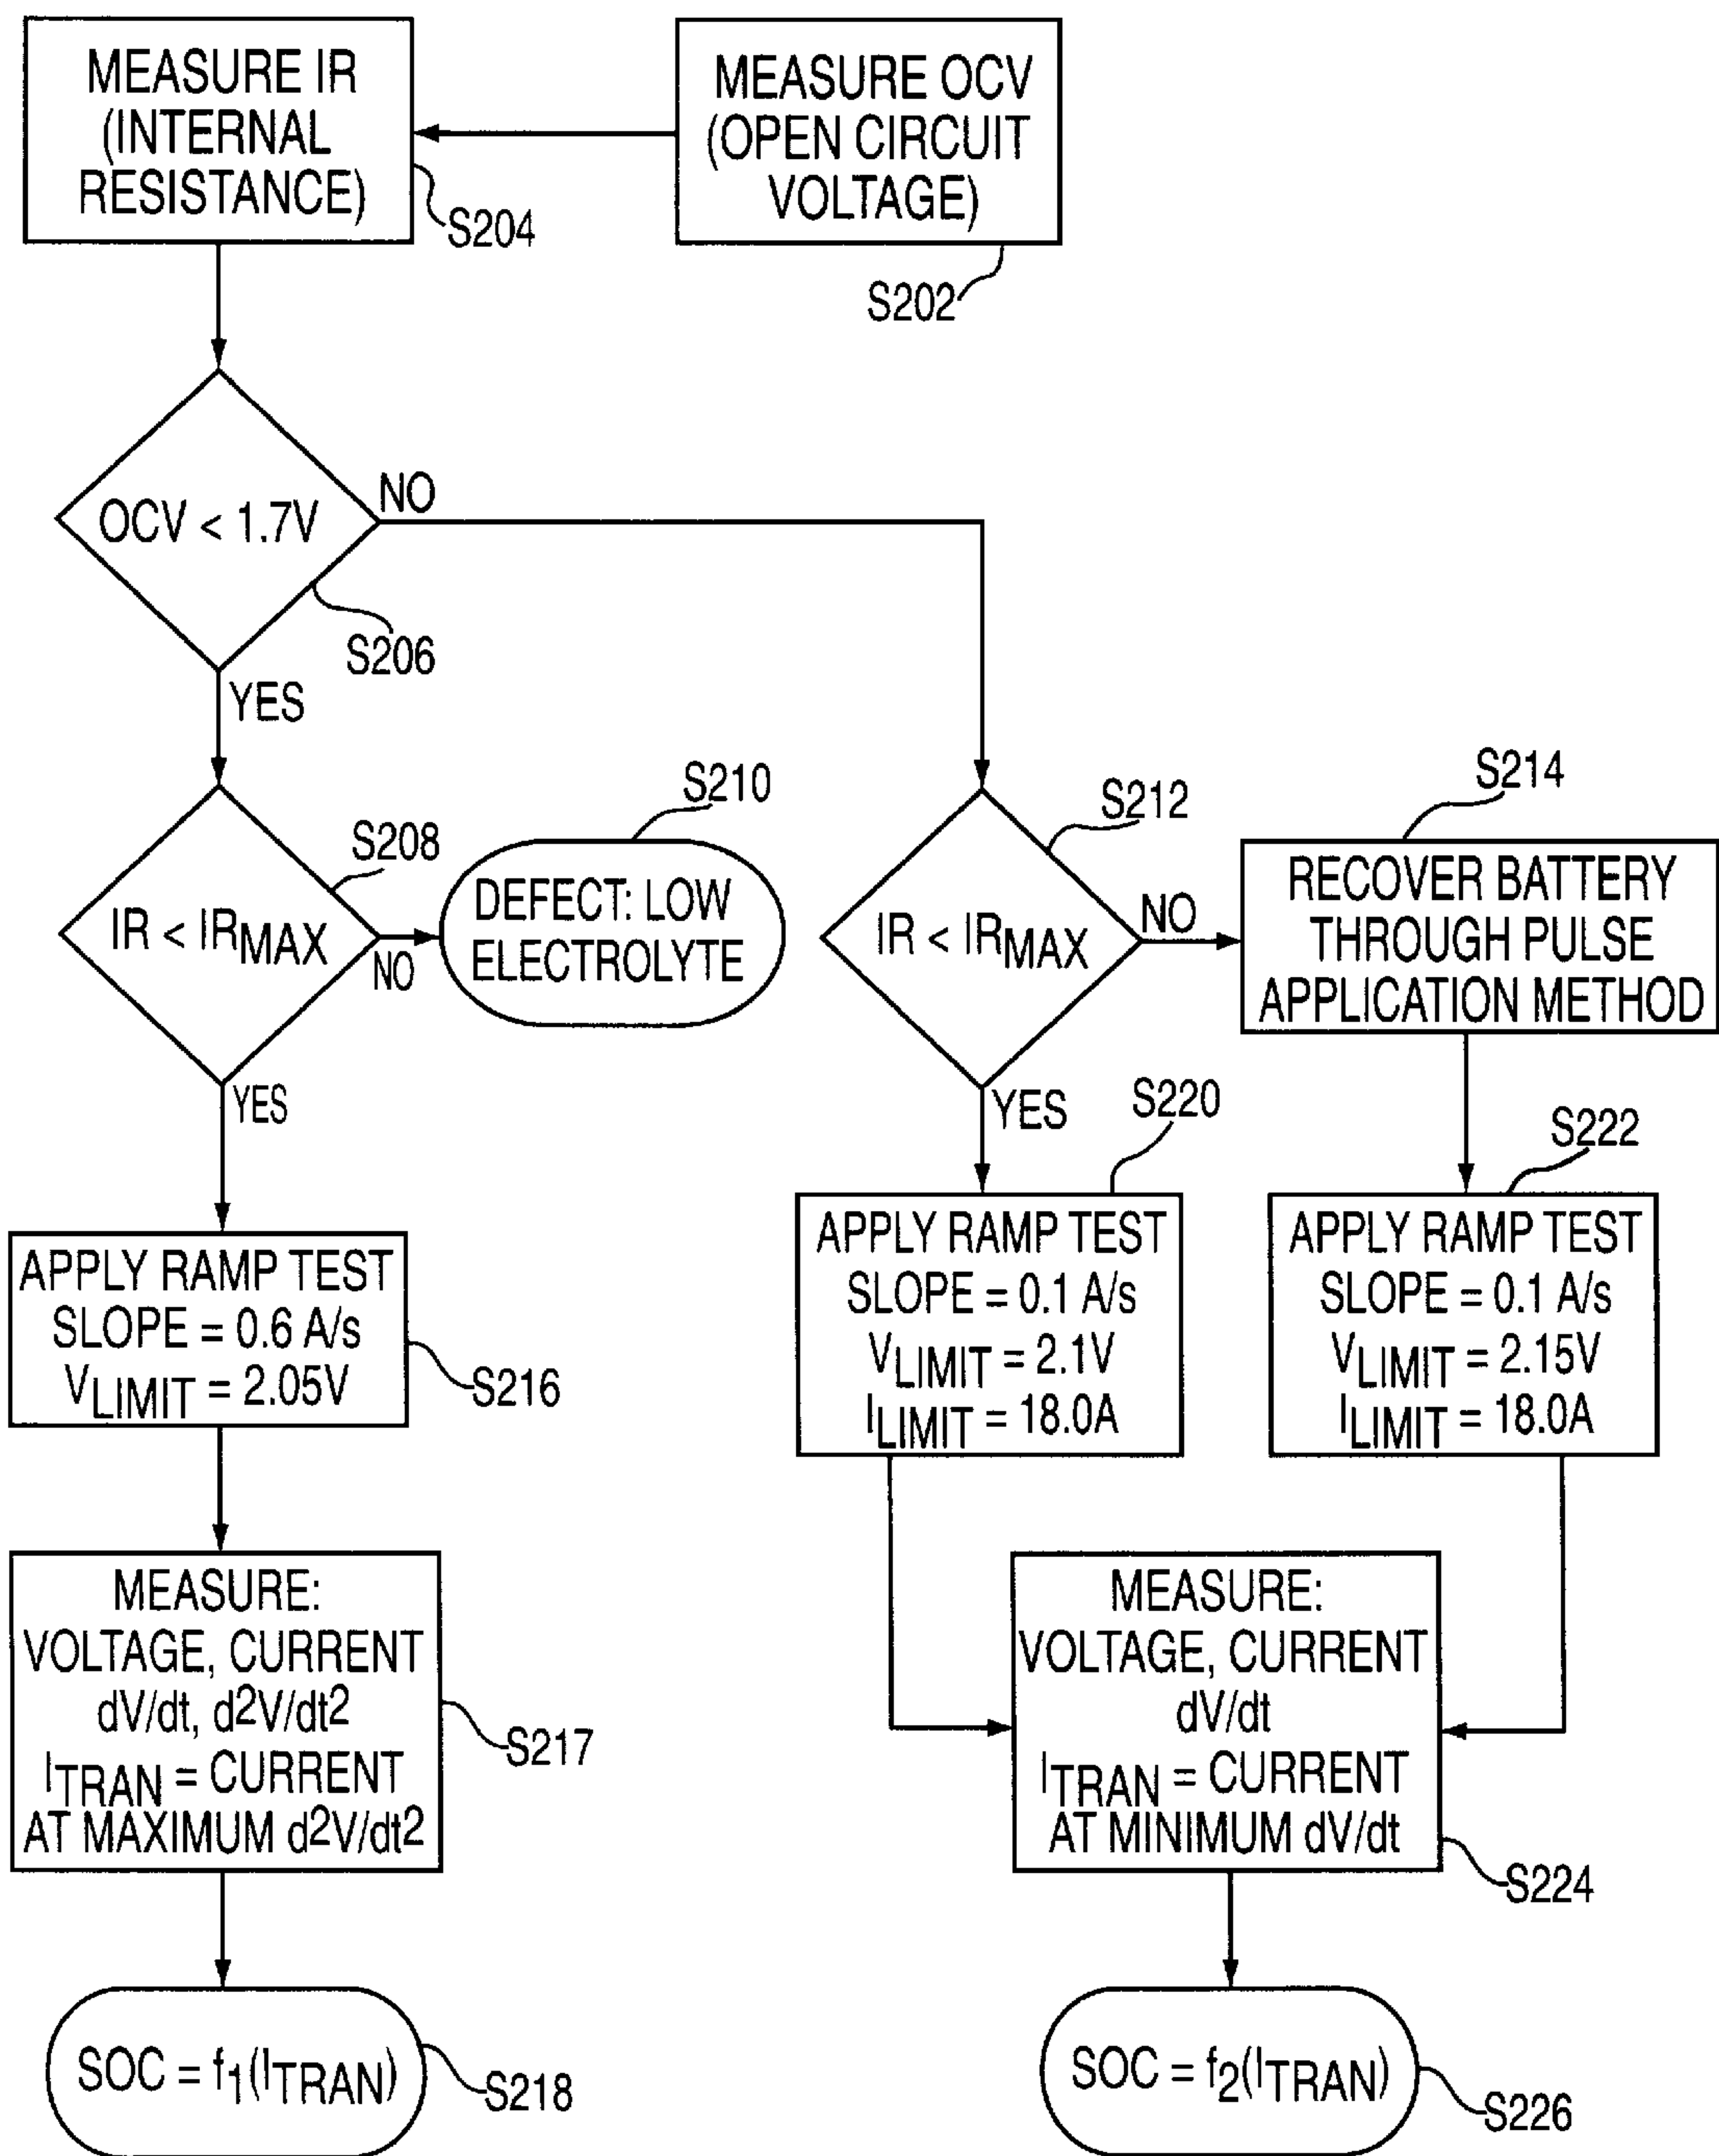 MEASURE IR
(INTERNAL
RESISTANCE)
S204
MEASURE OCV
(OPEN CIRCUIT
VOLTAGE)
S202
OCV < 1.7V
NO
S206
YES
IR < IRMAX
S208
NO
YES
DEFECT: LOW
ELECTROLYTE
S210
IR < IRMAX
S212
NO
YES
RECOVER BATTERY
THROUGH PULSE
APPLICATION METHOD
S214
APPLY RAMP TEST
SLOPE = 0.6 A/s
VLIMIT = 2.05V
S216
APPLY RAMP TEST
SLOPE = 0.1 A/s
VLIMIT = 2.1V
ILIMIT = 18.0A
S220
APPLY RAMP TEST
SLOPE = 0.1 A/s
VLIMIT = 2.15V
ILIMIT = 18.0A
S222
MEASURE:
VOLTAGE, CURRENT
dV/dt, d2V/dt2
ITRAN = CURRENT
AT MAXIMUM d2V/dt2
S217
MEASURE:
VOLTAGE, CURRENT
dV/dt
ITRAN = CURRENT
AT MINIMUM dV/dt
S224
SOC = f1(ITRAN)
S218
SOC = f2(ITRAN)
S226